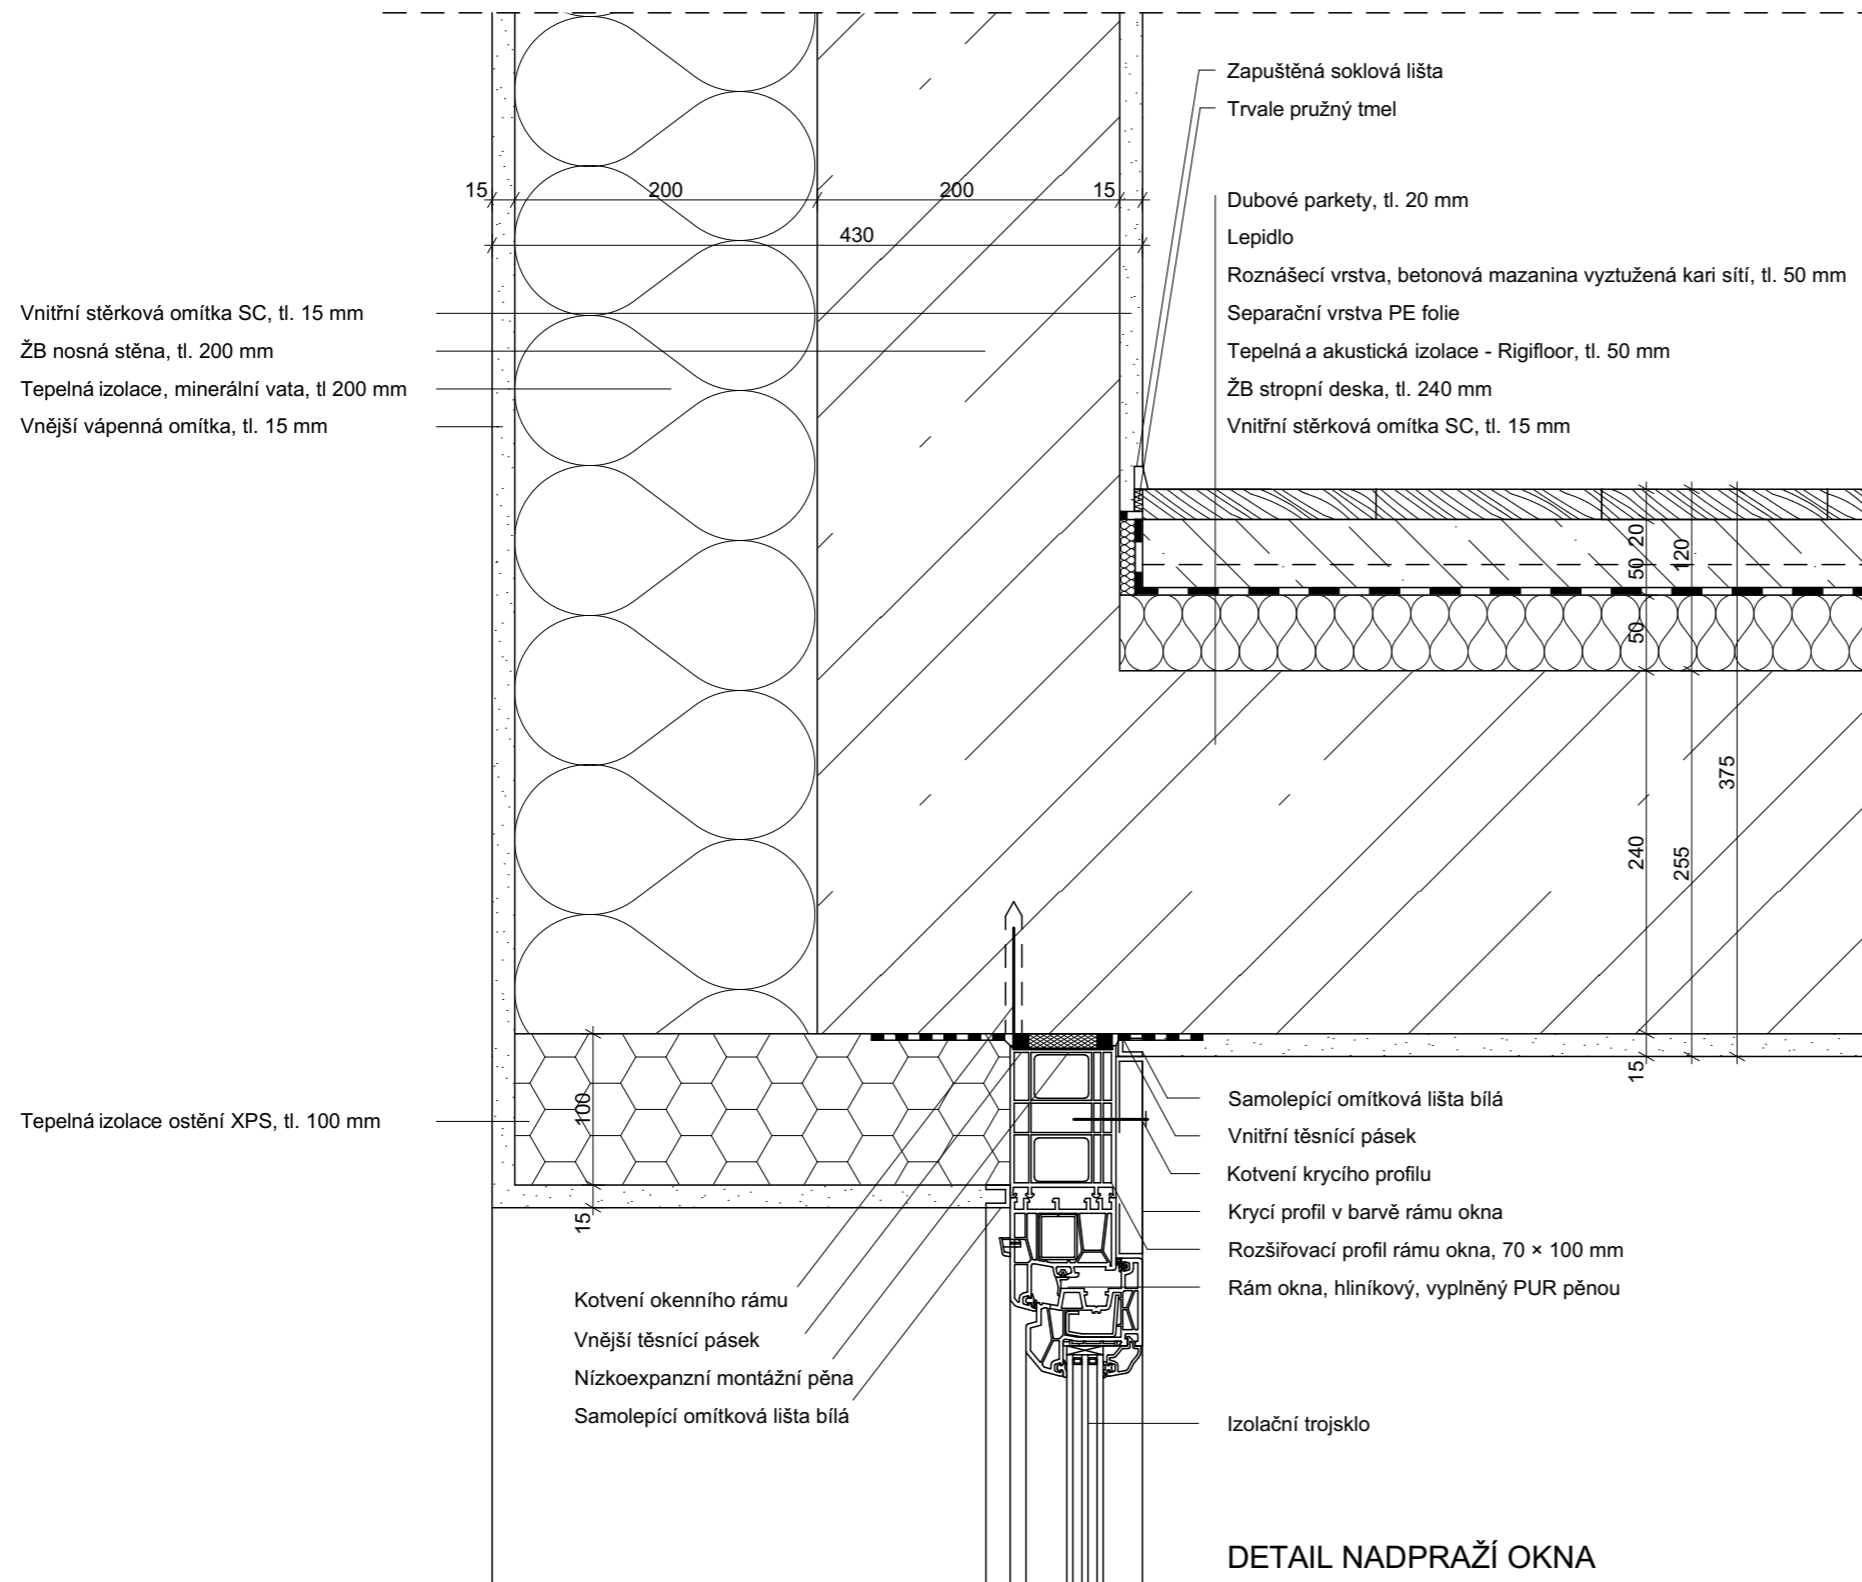 Zapuštěná soklová lišta
Trvale pružný tmel
15
200
200
15
430
Dubové parkety, tl. 20 mm
Lepidlo
Roznášecí vrstva, betonová mazanina vyztužená kari sítí, tl. 50 mm
Separační vrstva PE folie
Tepelná a akustická izolace - Rigifloor, tl. 50 mm
ŽB stropní deska, tl. 240 mm
Vnitřní stěrková omítka SC, tl. 15 mm
Vnitřní stěrková omítka SC, tl. 15 mm
ŽB nosná stěna, tl. 200 mm
Tepelná izolace, minerální vata, tl 200 mm
Vnější vápenná omítka, tl. 15 mm
20
50
120
50
375
240
255
15
Tepelná izolace ostění XPS, tl. 100 mm
100
15
Samolepící omítková lišta bílá
Vnitřní těsnící pásek
Kotvení krycího profilu
Krycí profil v barvě rámu okna
Rozšiřovací profil rámu okna, 70 × 100 mm
Rám okna, hliníkový, vyplněný PUR pěnou
Kotvení okenního rámu
Vnější těsnící pásek
Nízkoexpanzní montážní pěna
Samolepící omítková lišta bílá
Izolační trojsklo
DETAIL NADPRAŽÍ OKNA